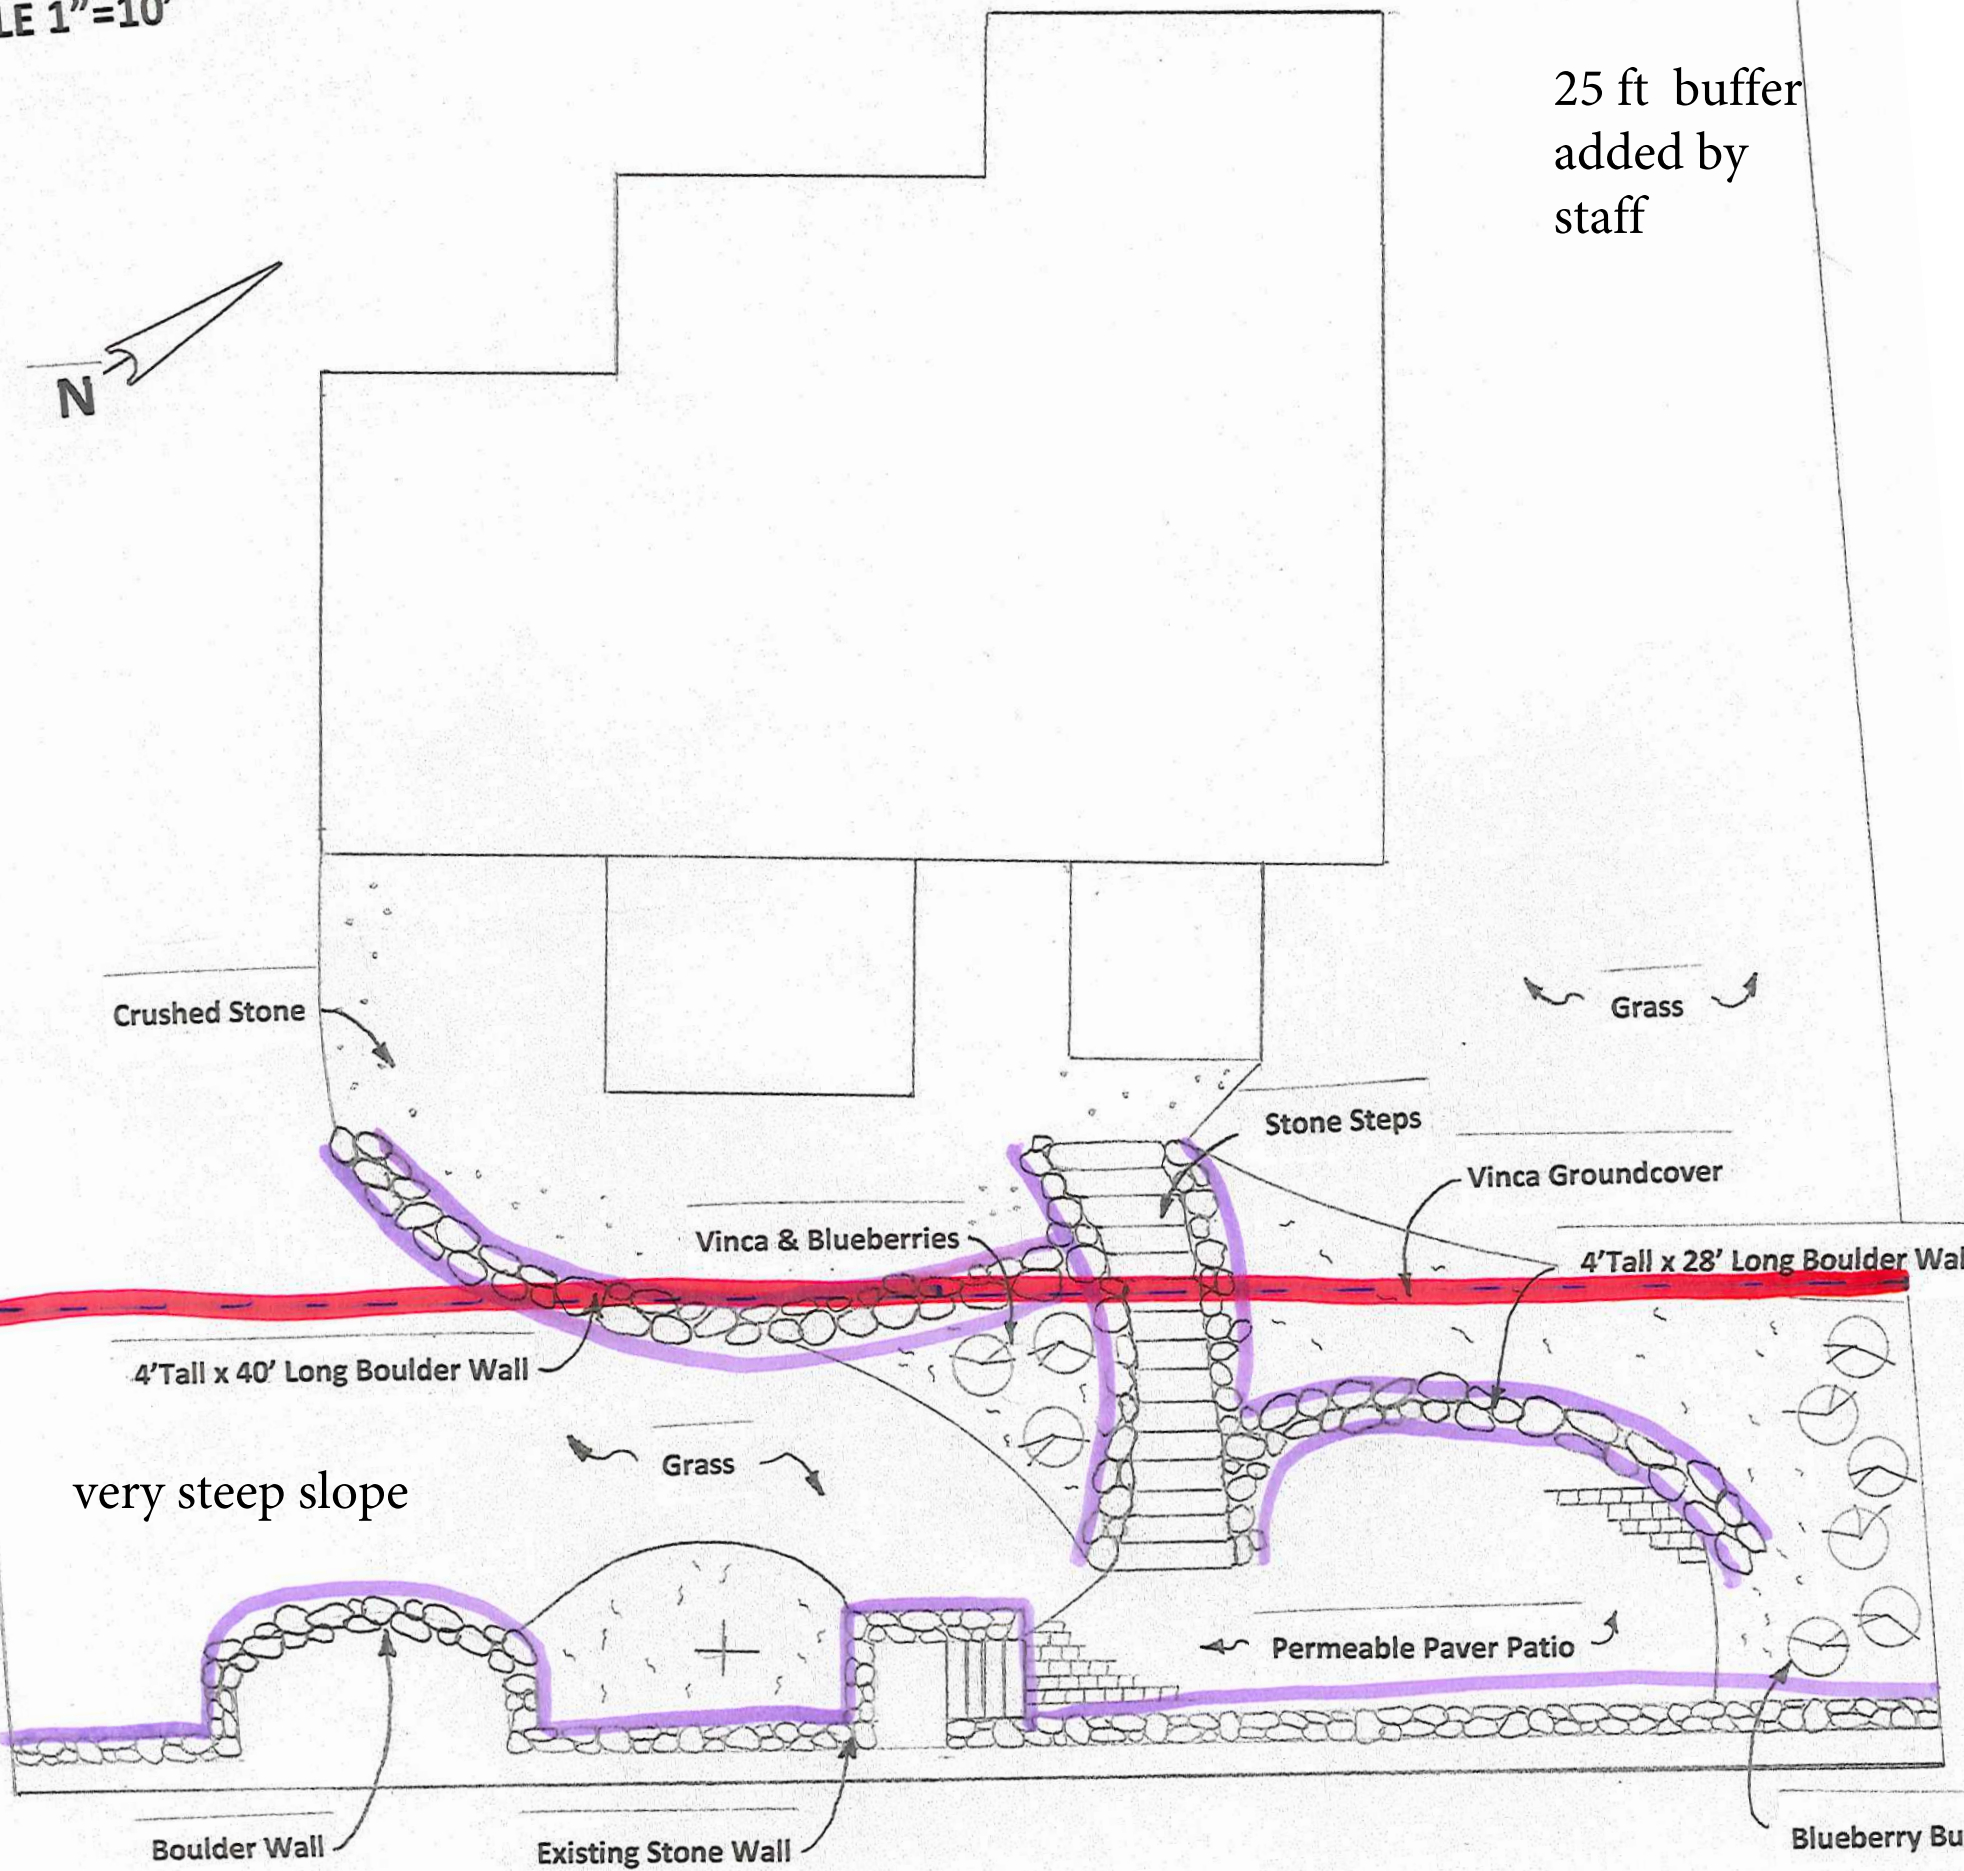 LE 1"=10'
25 ft buffer
added by
staff
N
Crushed Stone
Grass
Stone Steps
Vinca Groundcover
Vinca & Blueberries
4'Tall x 28' Long Boulder Wal
4'Tall x 40' Long Boulder Wall
Grass
very steep slope
Permeable Paver Patio
Boulder Wall
Existing Stone Wall
Blueberry Bu